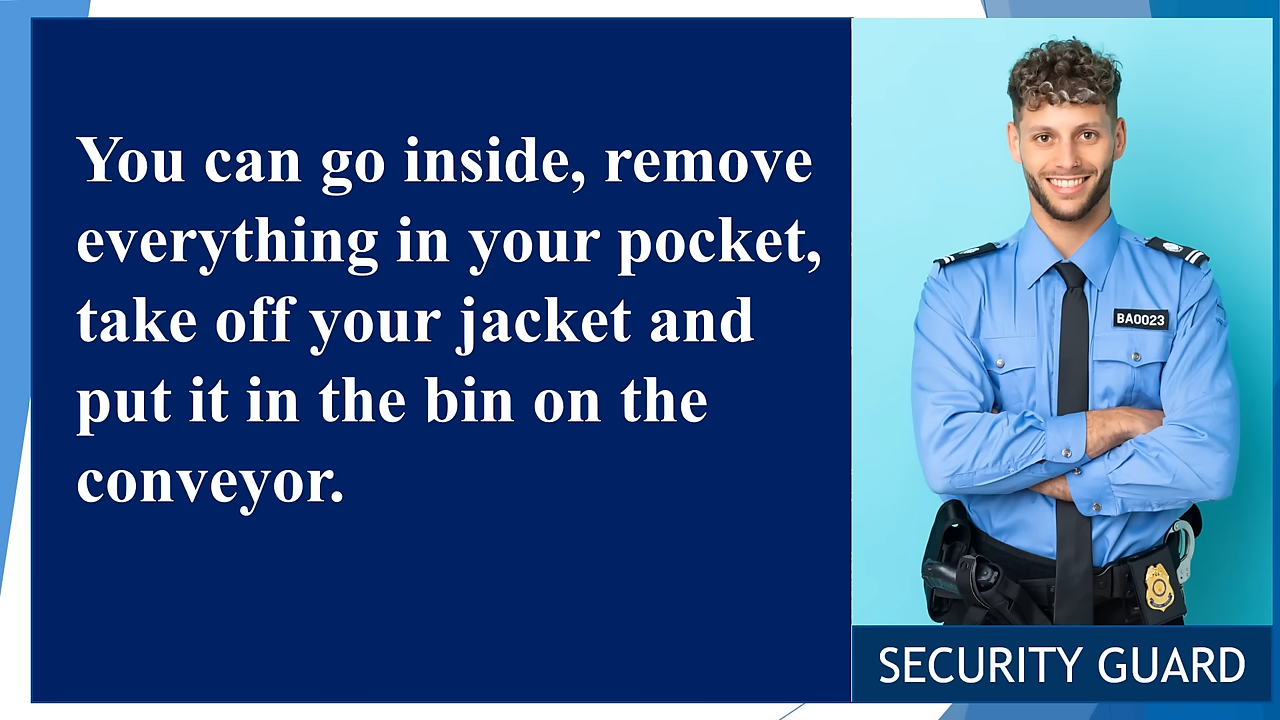 You can go inside, remove
everything in your pocket,
take off your jacket and
put it in the bin on the
conveyor.
BA0023
SECURITY GUARD